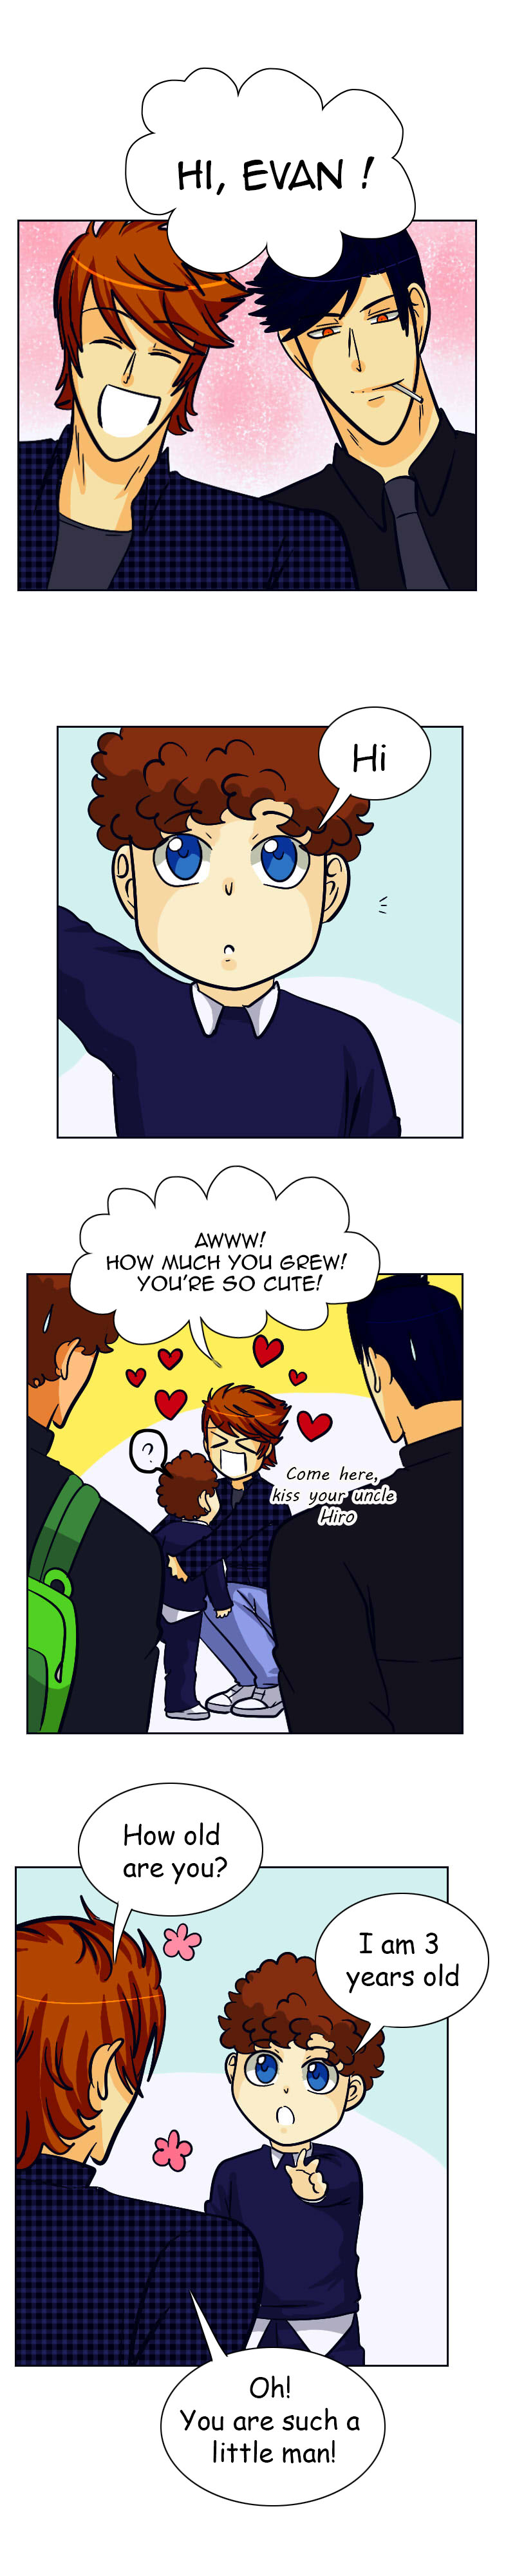 HI, EVAN !
Hi
AWWW!
HOW MUCH YOU GREW!
YOU'RE SO CUTE!
?
Come here,
kiss your uncle
Hiro
How old
are you?
I am 3
years old
Oh!
You are such a
little man!